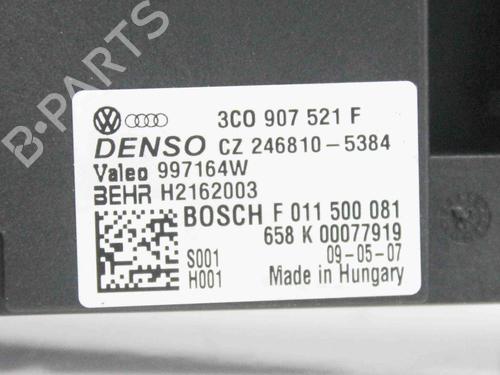 B-PARTS
3C0 907 521 F
DENSO CZ 246810-5384
Valeo 997164W
BEHR H2162003
BOSCH F 011 500 081
658 K 00077919
S001 09-05-07
H001 Made in Hungary